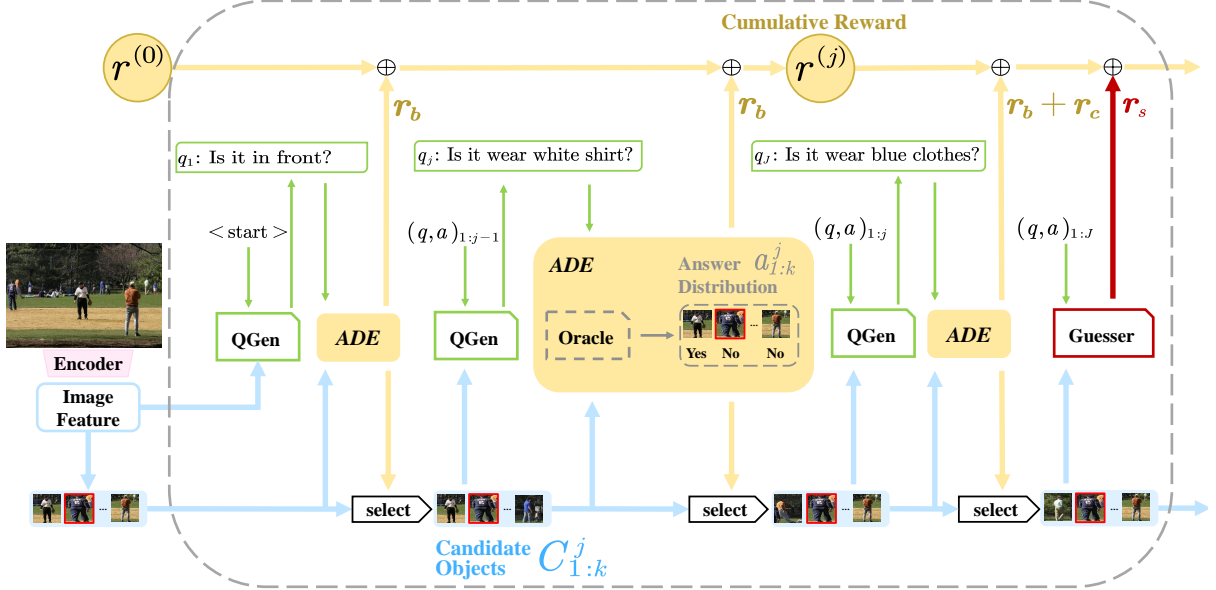 Cumulative Reward
r^{(0)}
⊕
⊕
r^{(j)}
⊕
⊕
r_b
r_b
r_b + r_c
r_s
q_1: Is it in front?
q_j: Is it wear white shirt?
q_J: Is it wear blue clothes?
< start >
(q, a)_{1:j-1}
(q, a)_{1:j}
(q, a)_{1:J}
ADE
Answer a^j_{1:k}
Distribution
QGen
ADE
QGen
Oracle
...
Yes No No
QGen
ADE
Guesser
Encoder
Image
Feature
...
select
...
select
...
select
...
Candidate
Objects C^j_{1:k}